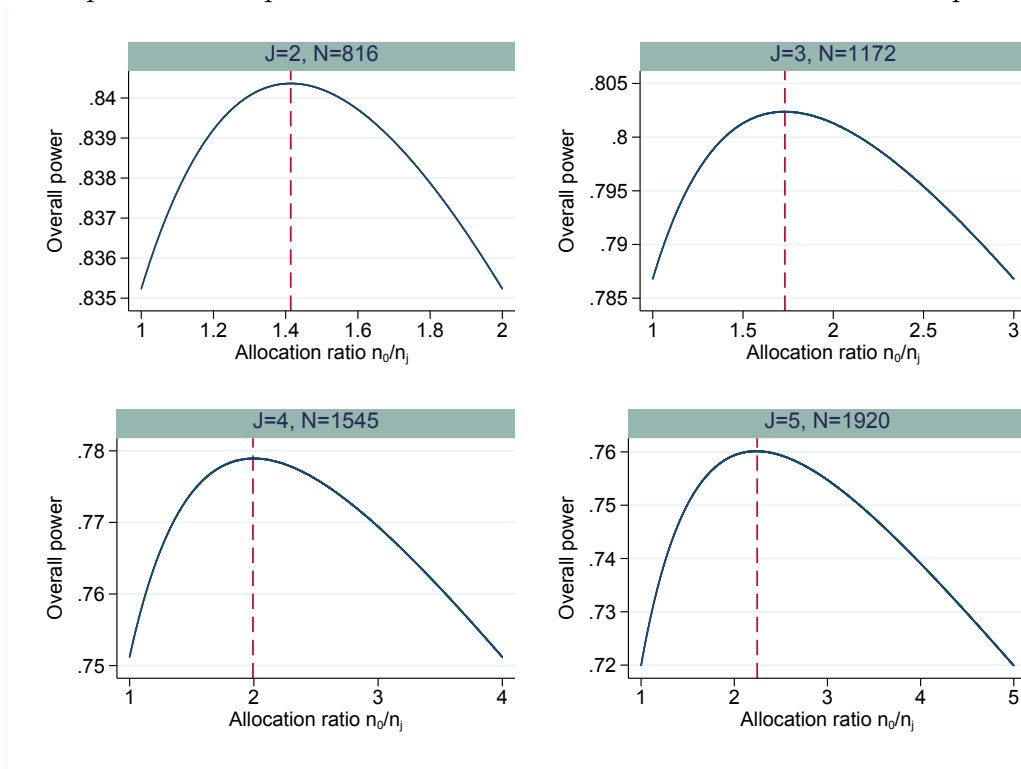 J=2, N=816
Overall power
.84
.839
.838
.837
.836
.835
1 1.2 1.4 1.6 1.8 2
Allocation ratio n₀/nⱼ
J=3, N=1172
Overall power
.805
.8
.795
.79
.785
1 1.5 2 2.5 3
Allocation ratio n₀/nⱼ
J=4, N=1545
Overall power
.78
.77
.76
.75
1 2 3 4
Allocation ratio n₀/nⱼ
J=5, N=1920
Overall power
.76
.75
.74
.73
.72
1 2 3 4 5
Allocation ratio n₀/nⱼ